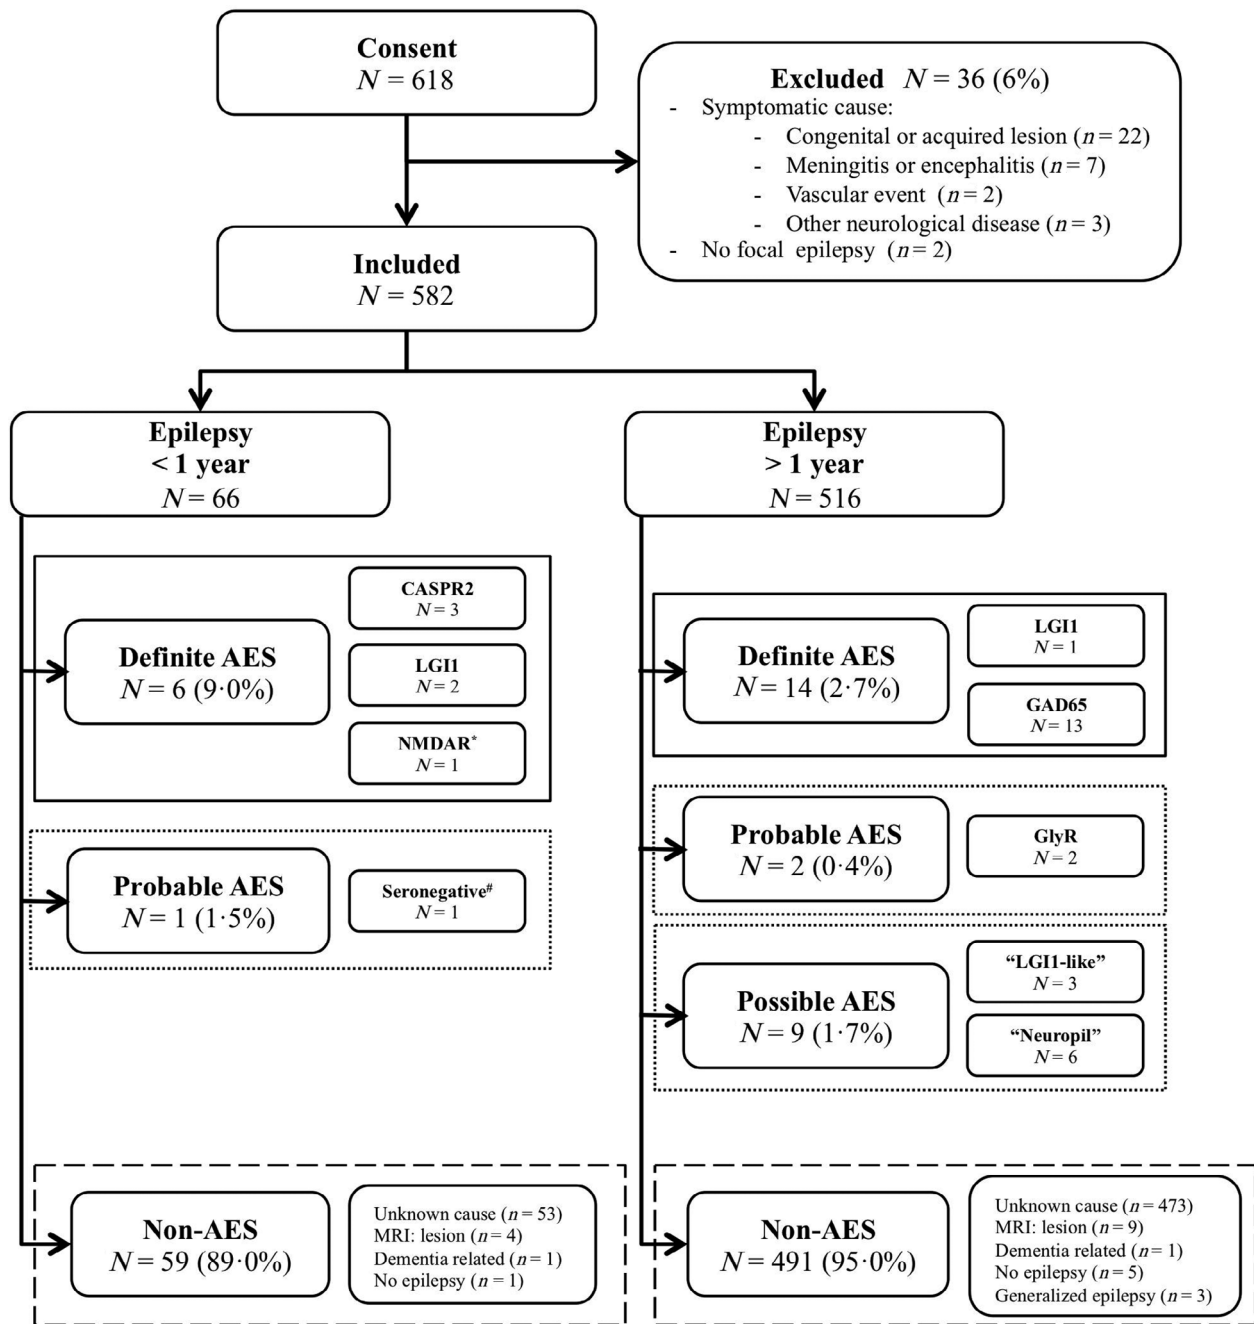 Consent
N = 618
Excluded N = 36 (6%)
- Symptomatic cause:
- Congenital or acquired lesion (n = 22)
- Meningitis or encephalitis (n = 7)
- Vascular event (n = 2)
- Other neurological disease (n = 3)
- No focal epilepsy (n = 2)
Included
N = 582
Epilepsy
< 1 year
N = 66
Definite AES
N = 6 (9·0%)
CASPR2
N = 3
LGI1
N = 2
NMDAR*
N = 1
Probable AES
N = 1 (1·5%)
Seronegative#
N = 1
Non-AES
N = 59 (89·0%)
Unknown cause (n = 53)
MRI: lesion (n = 4)
Dementia related (n = 1)
No epilepsy (n = 1)
Epilepsy
> 1 year
N = 516
Definite AES
N = 14 (2·7%)
LGI1
N = 1
GAD65
N = 13
Probable AES
N = 2 (0·4%)
GlyR
N = 2
Possible AES
N = 9 (1·7%)
“LGI1-like”
N = 3
“Neuropil”
N = 6
Non-AES
N = 491 (95·0%)
Unknown cause (n = 473)
MRI: lesion (n = 9)
Dementia related (n = 1)
No epilepsy (n = 5)
Generalized epilepsy (n = 3)